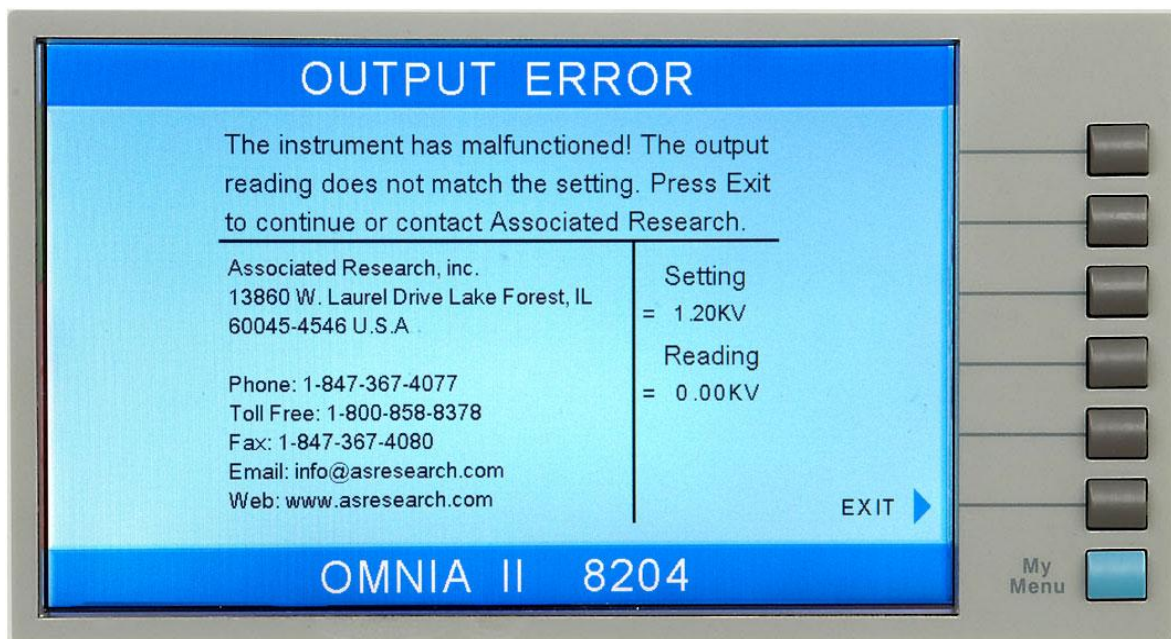 OUTPUT ERROR
The instrument has malfunctioned! The output
reading does not match the setting. Press Exit
to continue or contact Associated Research.
Associated Research, inc.
13860 W. Laurel Drive Lake Forest, IL
60045-4546 U.S.A
Phone: 1-847-367-4077
Toll Free: 1-800-858-8378
Fax: 1-847-367-4080
Email: info@asresearch.com
Web: www.asresearch.com
Setting
= 1.20KV
Reading
= 0.00KV
EXIT
OMNIA II 8204
My
Menu